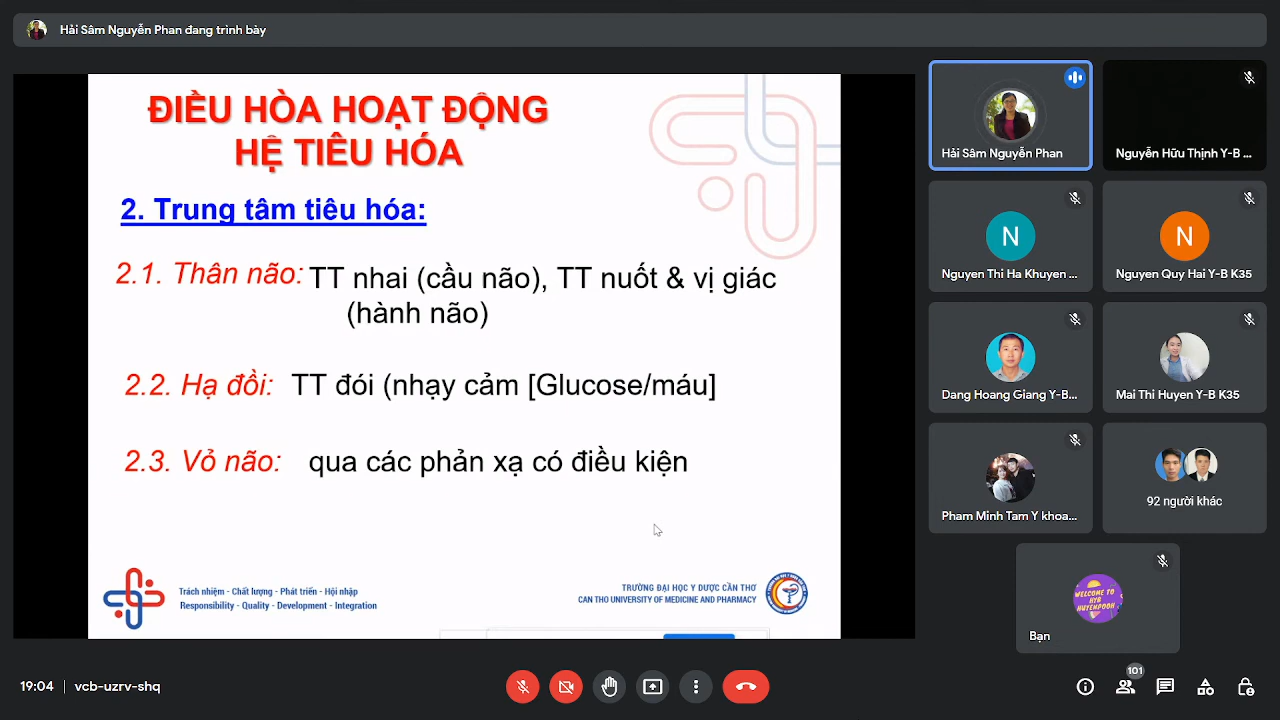 Hải Sâm Nguyễn Phan đang trình bày
ĐIỀU HÒA HOẠT ĐỘNG
HỆ TIÊU HÓA
2. Trung tâm tiêu hóa:
2.1. Thân não: TT nhai (cầu não), TT nuốt & vị giác
(hành não)
2.2. Hạ đồi: TT đói (nhạy cảm [Glucose/máu]
2.3. Vỏ não: qua các phản xạ có điều kiện
Trách nhiệm - Chất lượng - Phát triển - Hội nhập
Responsibility - Quality - Development - Integration
TRƯỜNG ĐẠI HỌC Y DƯỢC CẦN THƠ
CAN THO UNIVERSITY OF MEDICINE AND PHARMACY
Hải Sâm Nguyễn Phan
Nguyễn Hữu Thịnh Y-B ...
N
Nguyen Thi Ha Khuyen ...
N
Nguyen Quy Hai Y-B K35
Dang Hoang Giang Y-B...
Mai Thi Huyen Y-B K35
Pham Minh Tam Y khoa...
92 người khác
WELCOME TO
HYB
HUYENPOOH
Bạn
19:04 | vcb-uzrv-shq
101